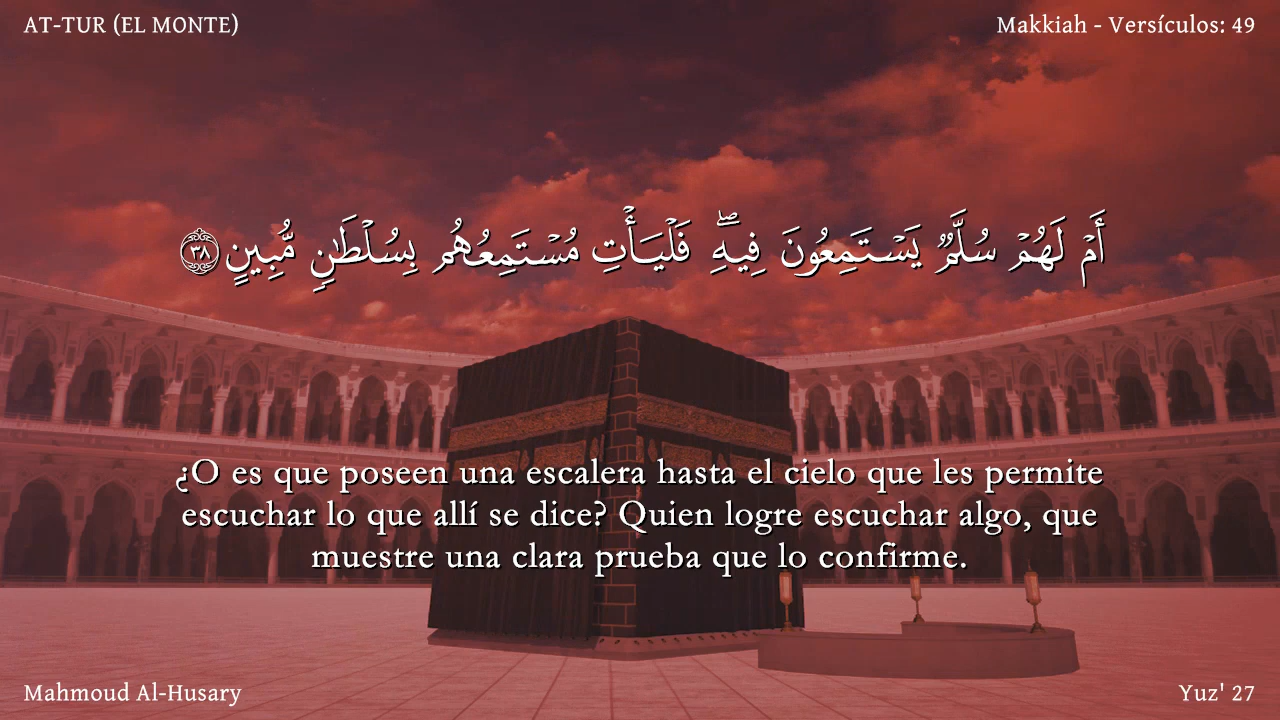 AT-TUR (EL MONTE)
Makkiah - Versículos: 49
أَمْ لَهُمْ سُلَّمٌ يَسْتَمِعُونَ فِيهِ ۖ فَلْيَأْتِ مُسْتَمِعُهُم بِسُلْطَٰنٍ مُّبِينٍ ٣٨
¿O es que poseen una escalera hasta el cielo que les permite
escuchar lo que allí se dice? Quien logre escuchar algo, que
muestre una clara prueba que lo confirme.
Mahmoud Al-Husary
Yuz' 27